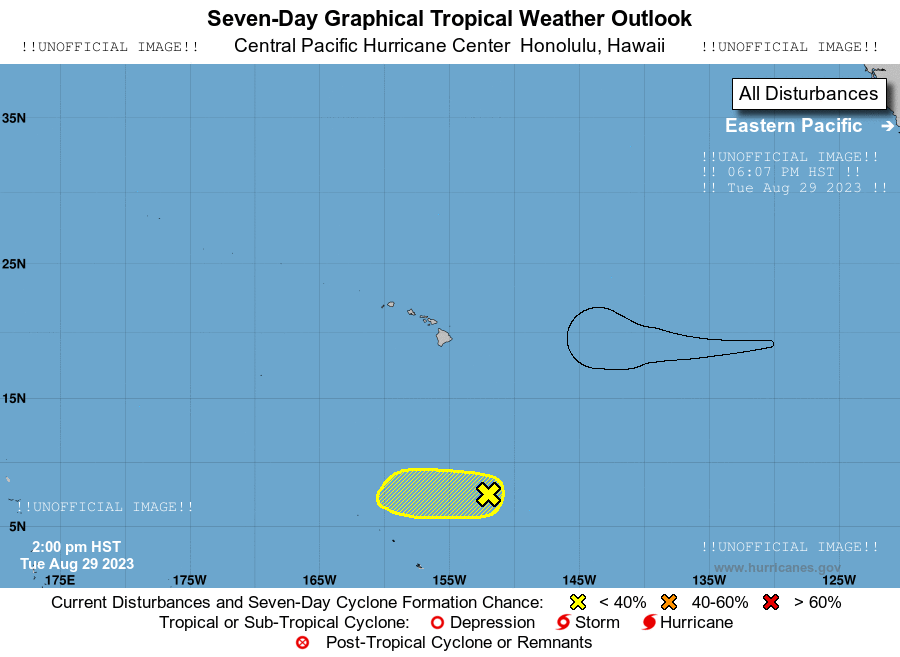 Seven-Day Graphical Tropical Weather Outlook
!!UNOFFICIAL IMAGE!! Central Pacific Hurricane Center Honolulu, Hawaii !!UNOFFICIAL IMAGE!!
All Disturbances
35N
Eastern Pacific →
!!UNOFFICIAL IMAGE!!
!! 06:07 PM HST !!
!! Tue Aug 29 2023 !!
25N
15N
!!UNOFFICIAL IMAGE!!
5N
2:00 pm HST
Tue Aug 29 2023
!!UNOFFICIAL IMAGE!!
www.hurricanes.gov
175E 175W 165W 155W 145W 135W 125W
Current Disturbances and Seven-Day Cyclone Formation Chance: < 40% 40-60% > 60%
Tropical or Sub-Tropical Cyclone: Depression Storm Hurricane
Post-Tropical Cyclone or Remnants